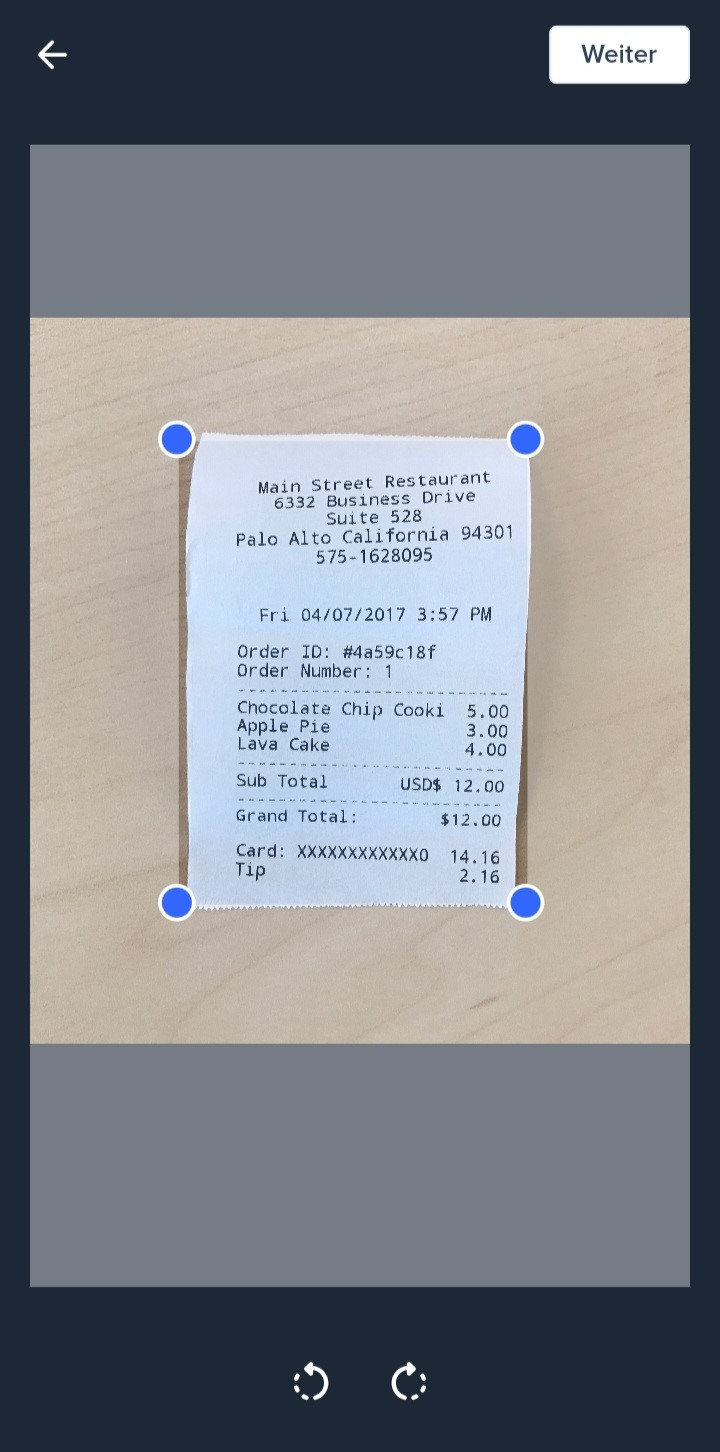 Weiter
Main Street Restaurant
6332 Business Drive
Suite 528
Palo Alto California 94301
575-1628095
Fri 04/07/2017 3:57 PM
Order ID: #4a59c18f
Order Number: 1
Chocolate Chip Cooki 5.00
Apple Pie 3.00
Lava Cake 4.00
Sub Total USD$ 12.00
Grand Total: $12.00
Card: XXXXXXXXXXXX0 14.16
Tip 2.16